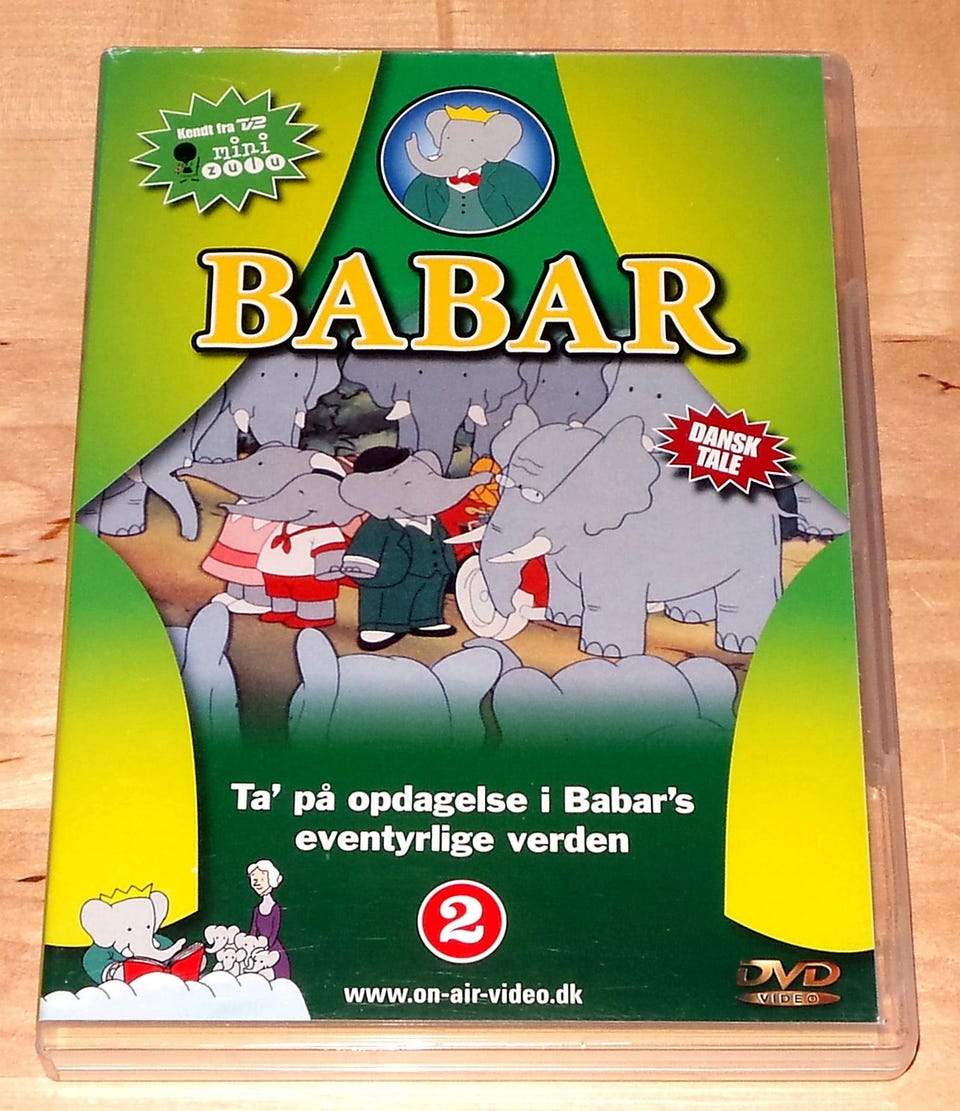 Kendt fra TV2
mini
zulu
BABAR
DANSK
TALE
Ta' på opdagelse i Babar's
eventyrlige verden
2
www.on-air-video.dk
DVD
VIDEO